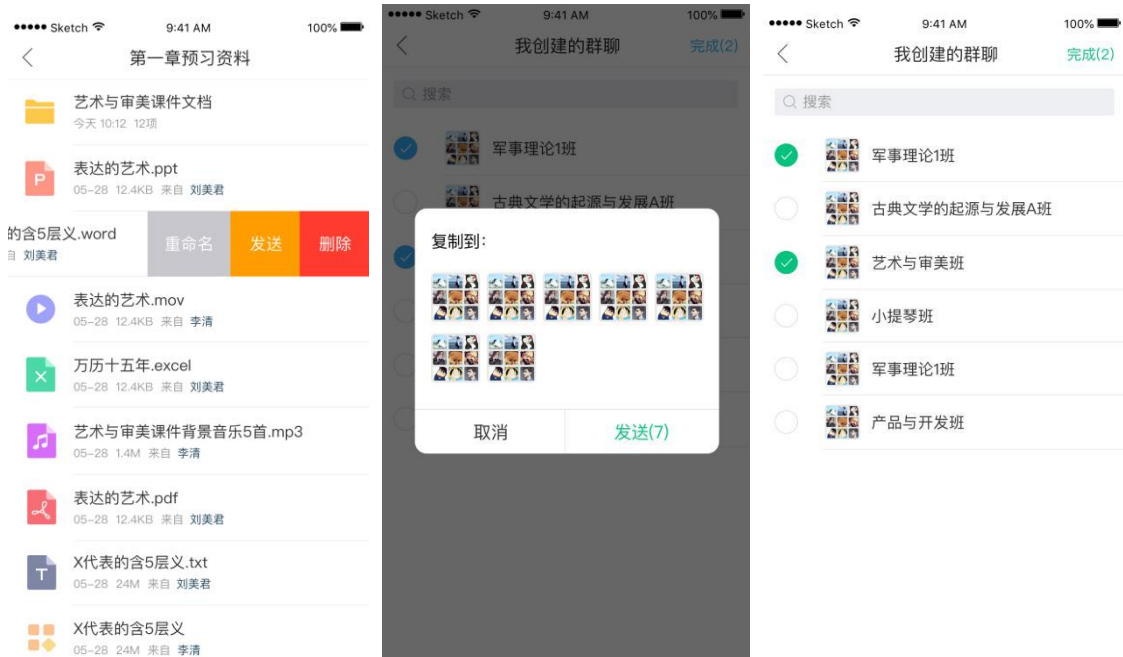 Sketch 9:41 AM 100%
第一章预习资料
艺术与审美课件文档
今天 10:12 12项
表达的艺术.ppt
05-28 12.4KB 来自 刘美君
的含5层义.word
自 刘美君
重命名 发送 删除
表达的艺术.mov
05-28 12.4KB 来自 李清
万历十五年.excel
05-28 12.4KB 来自 刘美君
艺术与审美课件背景音乐5首.mp3
05-28 1.4M 来自 李清
表达的艺术.pdf
05-28 12.4KB 来自 刘美君
X代表的含5层义.txt
05-28 24M 来自 刘美君
X代表的含5层义
05-28 24M 来自 李清
Sketch 9:41 AM 100%
我创建的群聊 完成(2)
搜索
军事理论1班
古典文学的起源与发展A班
复制到:
取消 发送(7)
Sketch 9:41 AM 100%
我创建的群聊 完成(2)
搜索
军事理论1班
古典文学的起源与发展A班
艺术与审美班
小提琴班
军事理论1班
产品与开发班